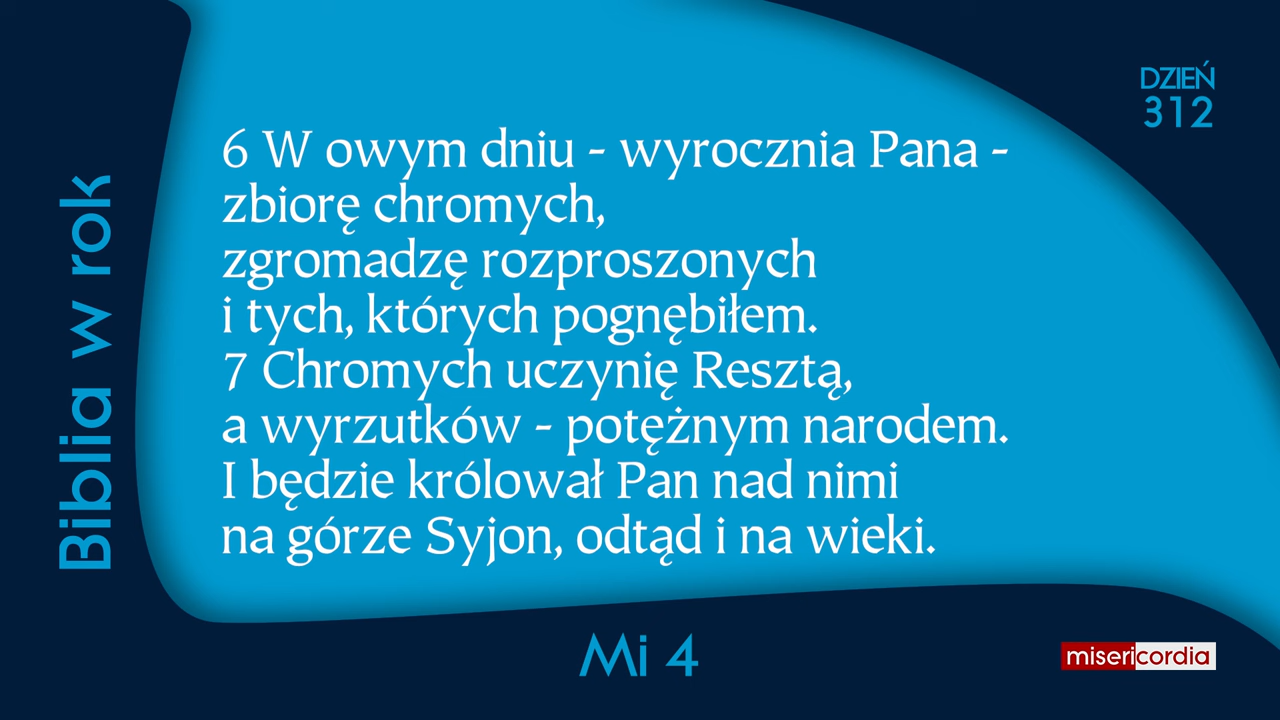 DZIEŃ
312
Biblia w rok
6 W owym dniu - wyrocznia Pana -
zbiorę chromych,
zgromadzę rozproszonych
i tych, których pognębiłem.
7 Chromych uczynię Resztą,
a wyrzutków - potężnym narodem.
I będzie królował Pan nad nimi
na górze Syjon, odtąd i na wieki.
Mi 4
misericordia